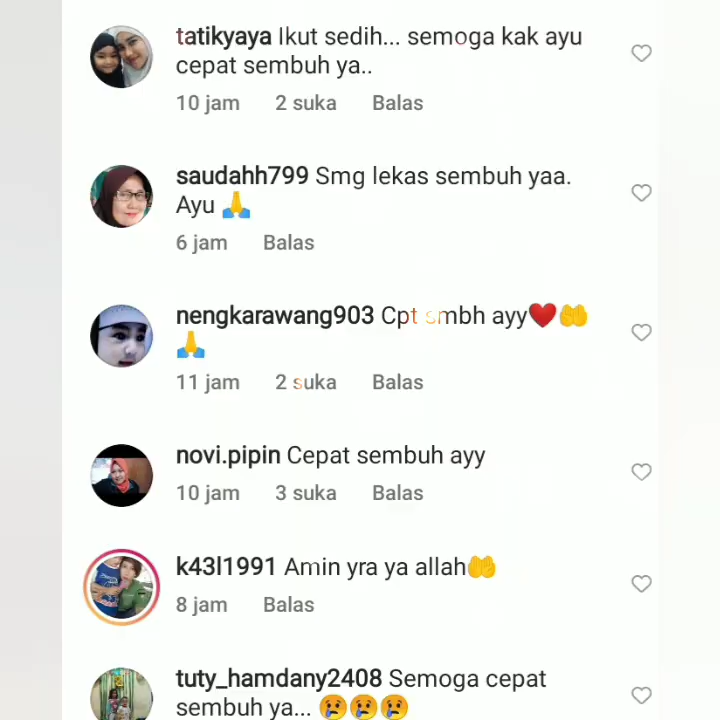 tatikyaya Ikut sedih... semoga kak ayu
cepat sembuh ya..
10 jam 2 suka Balas
saudahh799 Smg lekas sembuh yaa.
Ayu 🙏
6 jam Balas
nengkarawang903 Cpt smbh ayy❤️🤲
🙏
11 jam 2 suka Balas
novi.pipin Cepat sembuh ayy
10 jam 3 suka Balas
k43l1991 Amin yra ya allah🤲
8 jam Balas
tuty_hamdany2408 Semoga cepat
sembuh ya... 😢😢😢